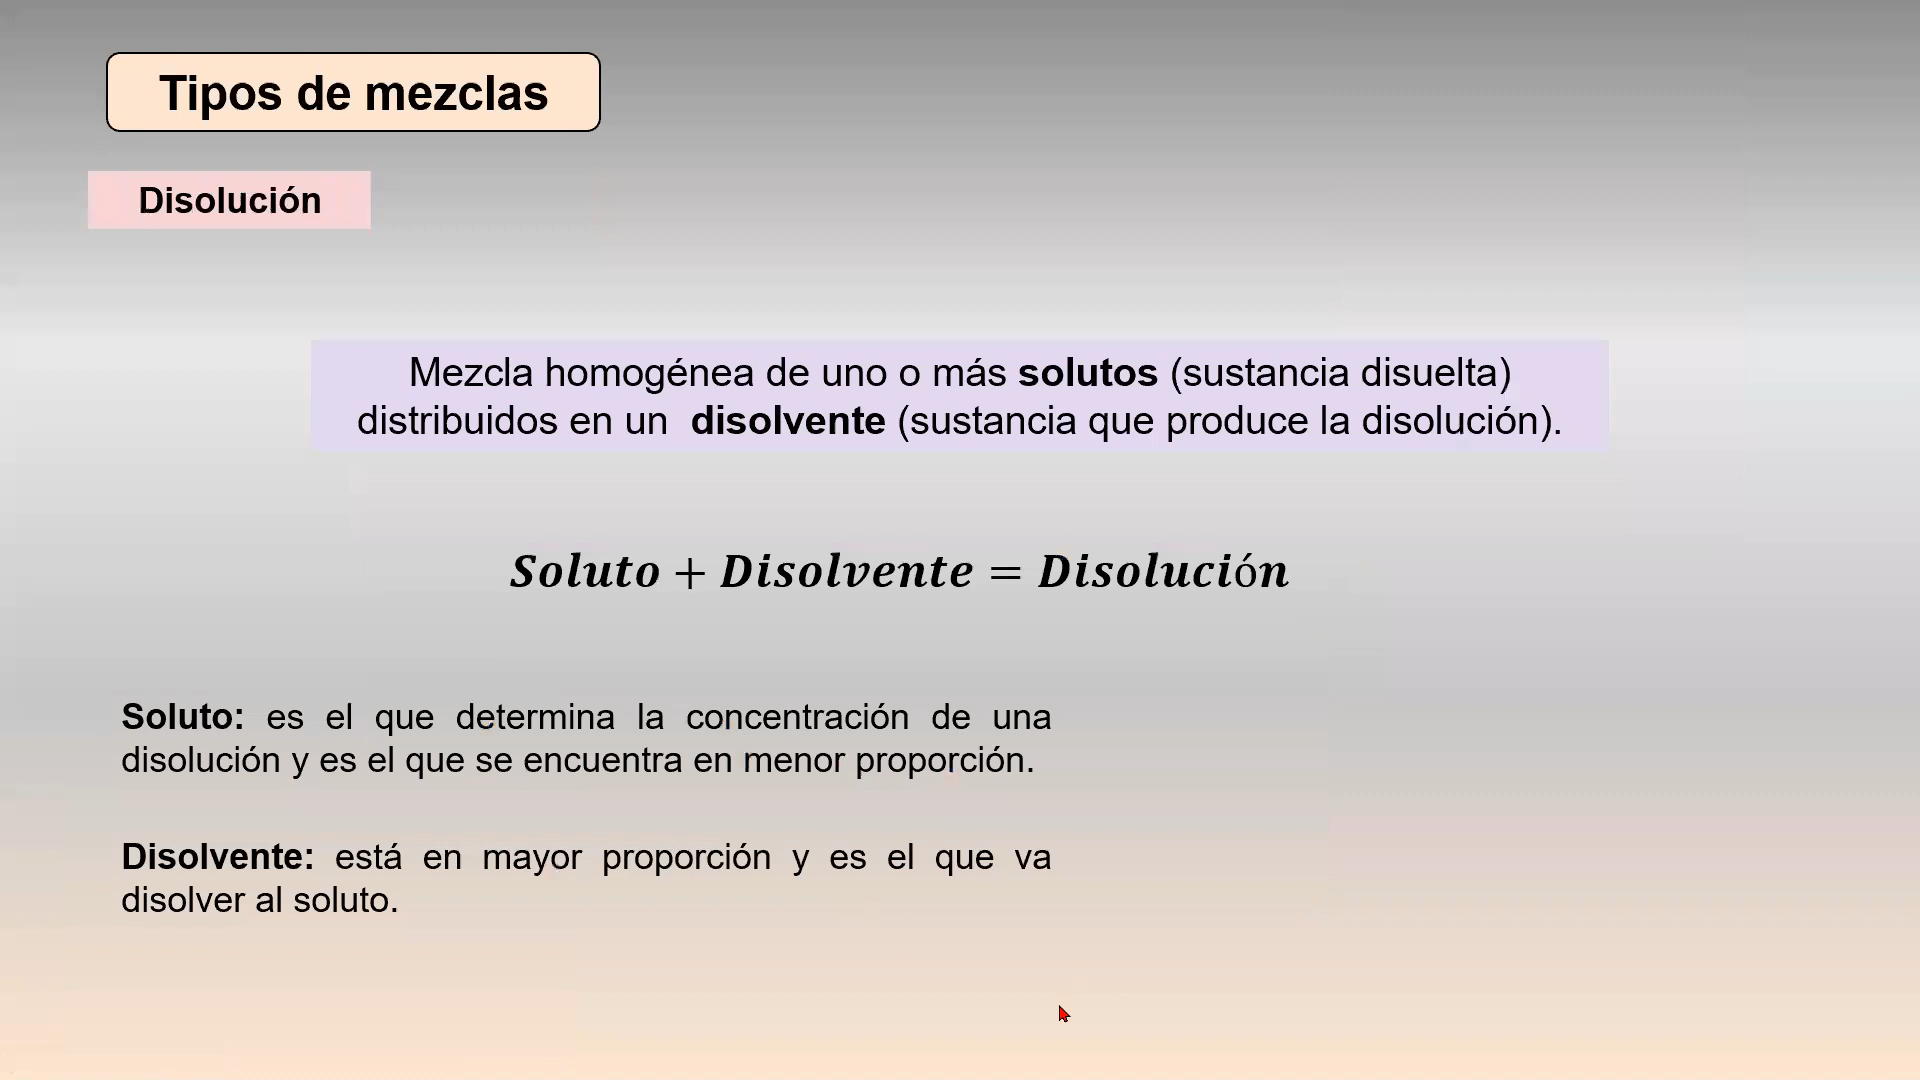 Tipos de mezclas
Disolución
Mezcla homogénea de uno o más solutos (sustancia disuelta)
distribuidos en un disolvente (sustancia que produce la disolución).
Soluto + Disolvente = Disolución
Soluto: es el que determina la concentración de una
disolución y es el que se encuentra en menor proporción.
Disolvente: está en mayor proporción y es el que va
disolver al soluto.